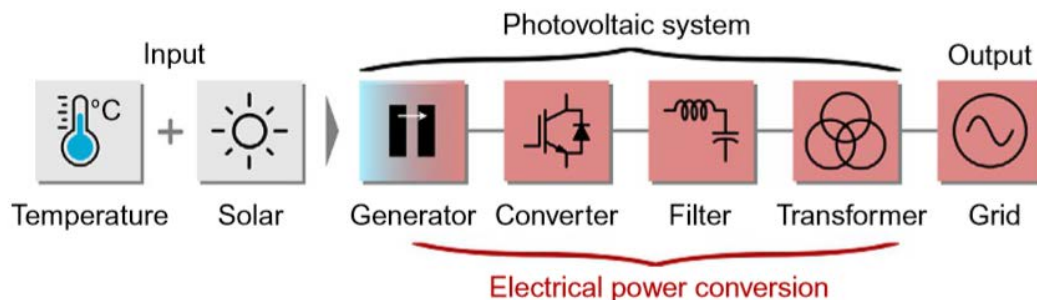 Photovoltaic system
Input
Output
°C
Temperature
Solar
Generator
Converter
Filter
Transformer
Grid
Electrical power conversion